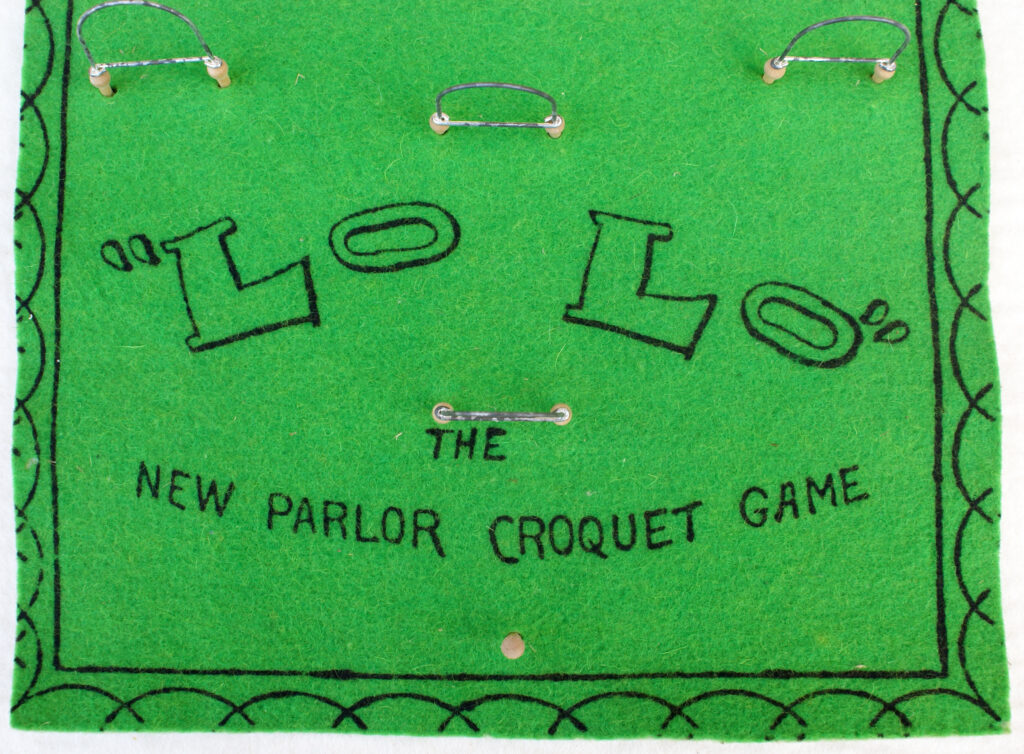 "LO LO"
THE
NEW PARLOR CROQUET GAME